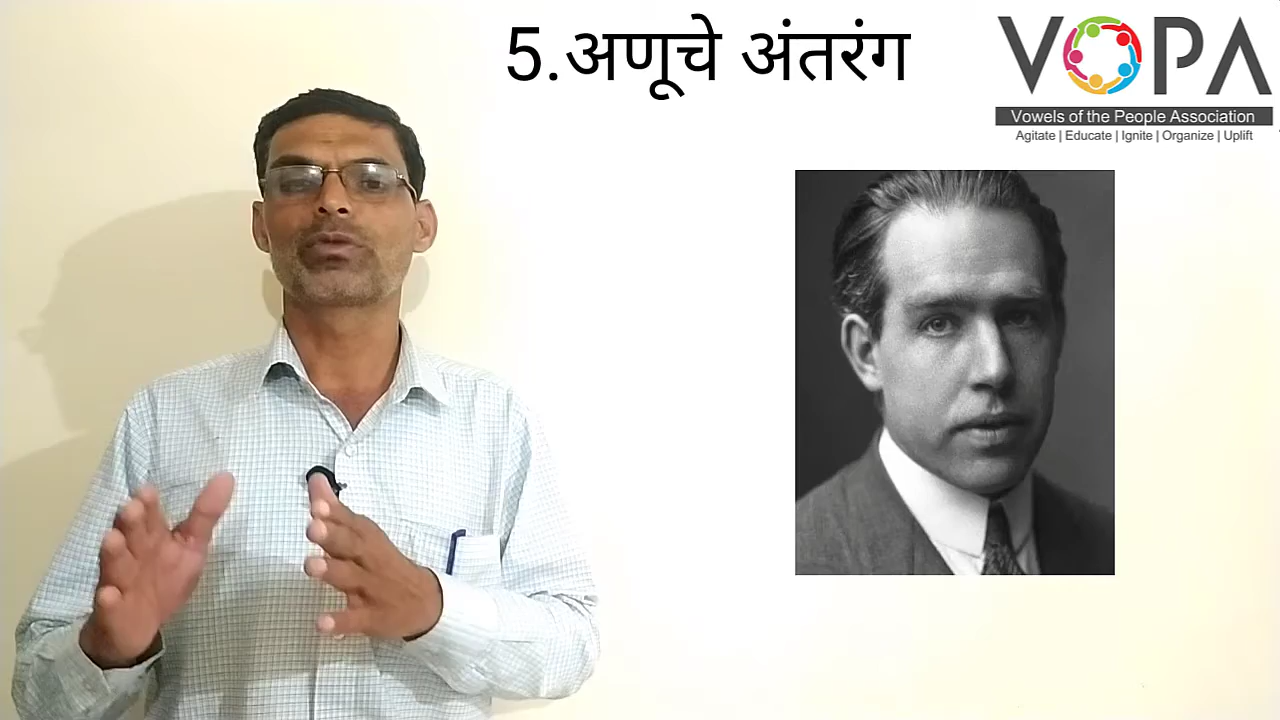 5.अणूचे अंतरंग
VOPA
Vowels of the People Association
Agitate | Educate | Ignite | Organize | Uplift